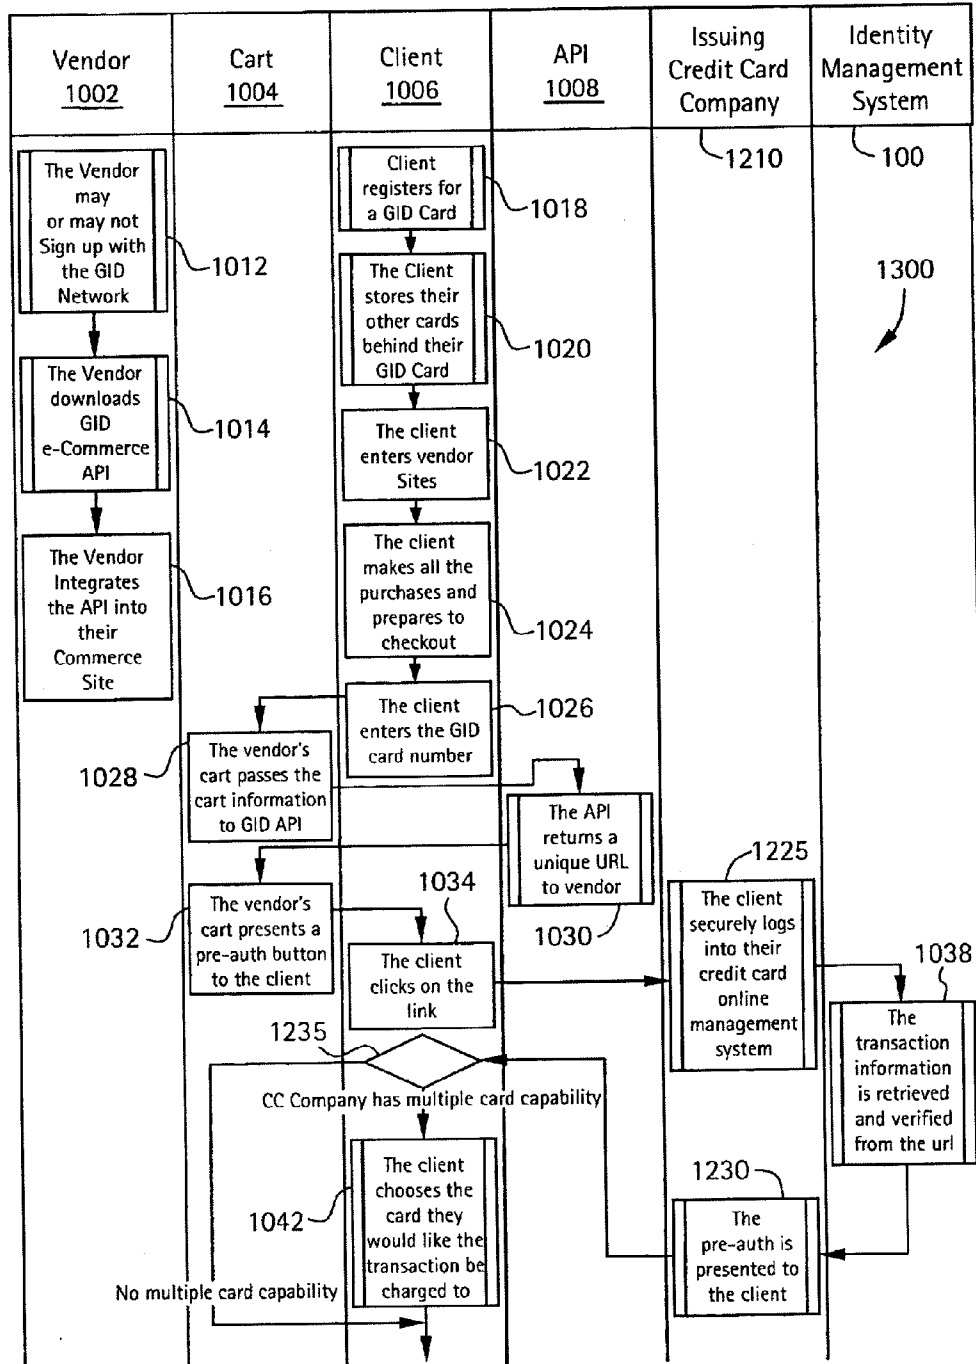 Vendor
1002
Cart
1004
Client
1006
API
1008
Issuing
Credit Card
Company
1210
Identity
Management
System
100
The Vendor
may
or may not
Sign up with
the GID
Network
1012
The Vendor
downloads
GID
e-Commerce
API
1014
The Vendor
Integrates
the API into
their
Commerce
Site
1016
Client
registers for
a GID Card
1018
The Client
stores their
other cards
behind their
GID Card
1020
The client
enters vendor
Sites
1022
The client
makes all the
purchases and
prepares to
checkout
1024
The client
enters the GID
card number
1026
1300
1028
The vendor's
cart passes the
cart information
to GID API
The API
returns a
unique URL
to vendor
1030
1032
The vendor's
cart presents a
pre-auth button
to the client
1034
The client
clicks on the
link
1225
The client
securely logs
into their
credit card
online
management
system
1038
The
transaction
information
is retrieved
and verified
from the url
1230
The
pre-auth is
presented to
the client
1235
CC Company has multiple card capability
1042
The client
chooses the
card they
would like the
transaction be
charged to
No multiple card capability